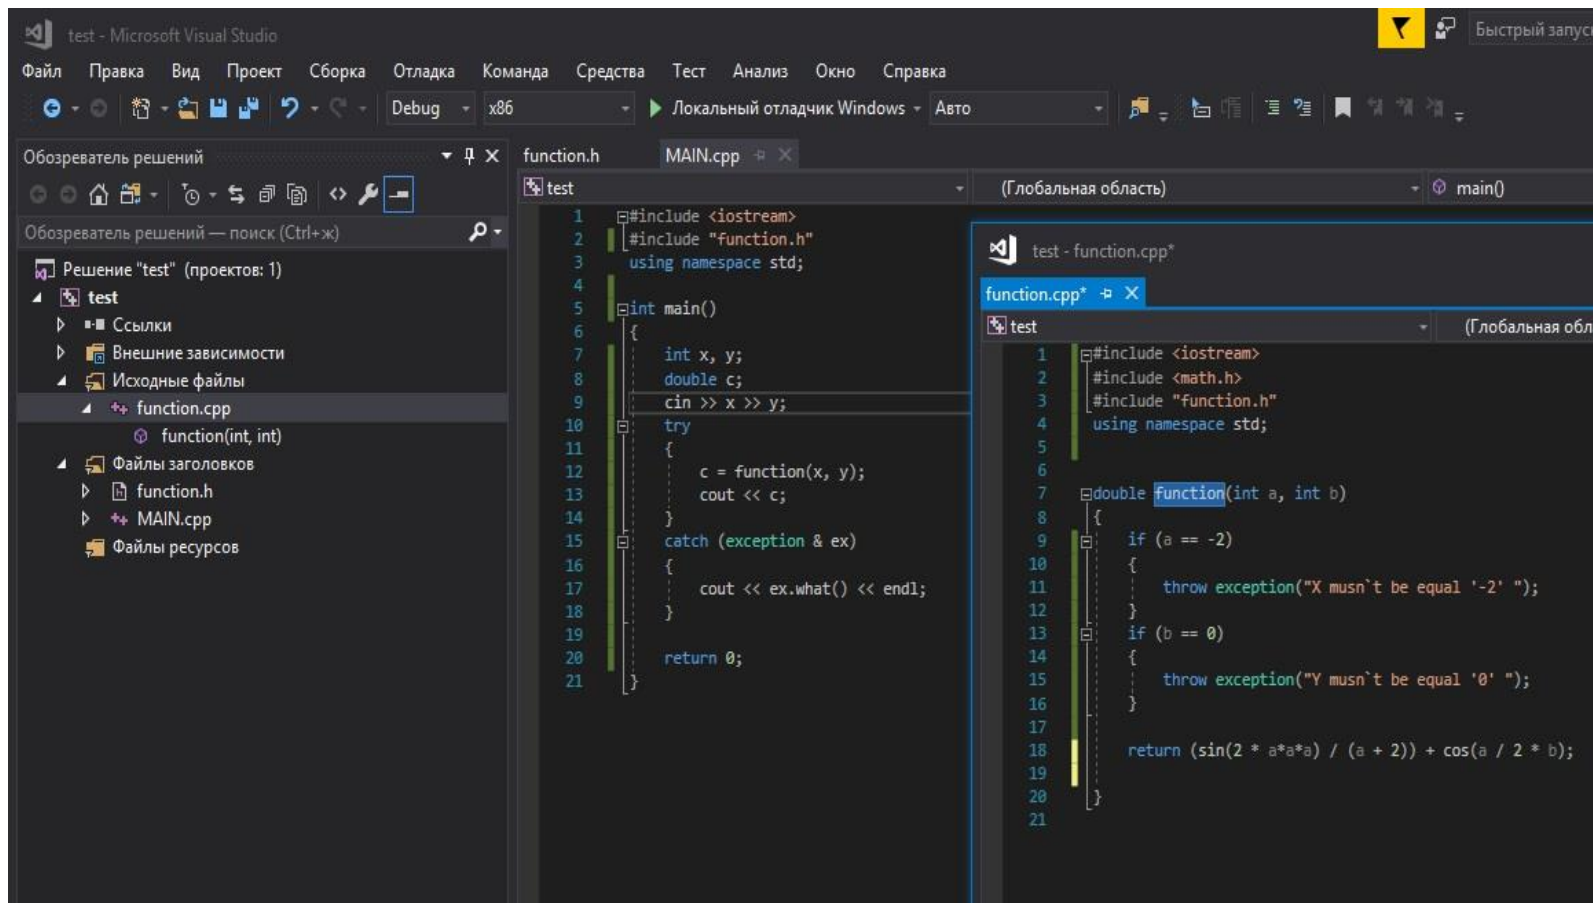 test - Microsoft Visual Studio
Быстрый запуск
Файл Правка Вид Проект Сборка Отладка Команда Средства Тест Анализ Окно Справка
Debug x86 Локальный отладчик Windows Авто
Обозреватель решений
Обозреватель решений — поиск (Ctrl+ж)
Решение "test" (проектов: 1)
test
Ссылки
Внешние зависимости
Исходные файлы
function.cpp
function(int, int)
Файлы заголовков
function.h
MAIN.cpp
Файлы ресурсов
function.h MAIN.cpp
test (Глобальная область) main()
1 #include <iostream>
2 #include "function.h"
3 using namespace std;
4
5 int main()
6 {
7 int x, y;
8 double c;
9 cin >> x >> y;
10 try
11 {
12 c = function(x, y);
13 cout << c;
14 }
15 catch (exception & ex)
16 {
17 cout << ex.what() << endl;
18 }
19
20 return 0;
21 }
test - function.cpp*
function.cpp*
test (Глобальная обл
1 #include <iostream>
2 #include <math.h>
3 #include "function.h"
4 using namespace std;
5
6
7 double function(int a, int b)
8 {
9 if (a == -2)
10 {
11 throw exception("X musn`t be equal '-2' ");
12 }
13 if (b == 0)
14 {
15 throw exception("Y musn`t be equal '0' ");
16 }
17
18 return (sin(2 * a*a*a) / (a + 2)) + cos(a / 2 * b);
19
20 }
21